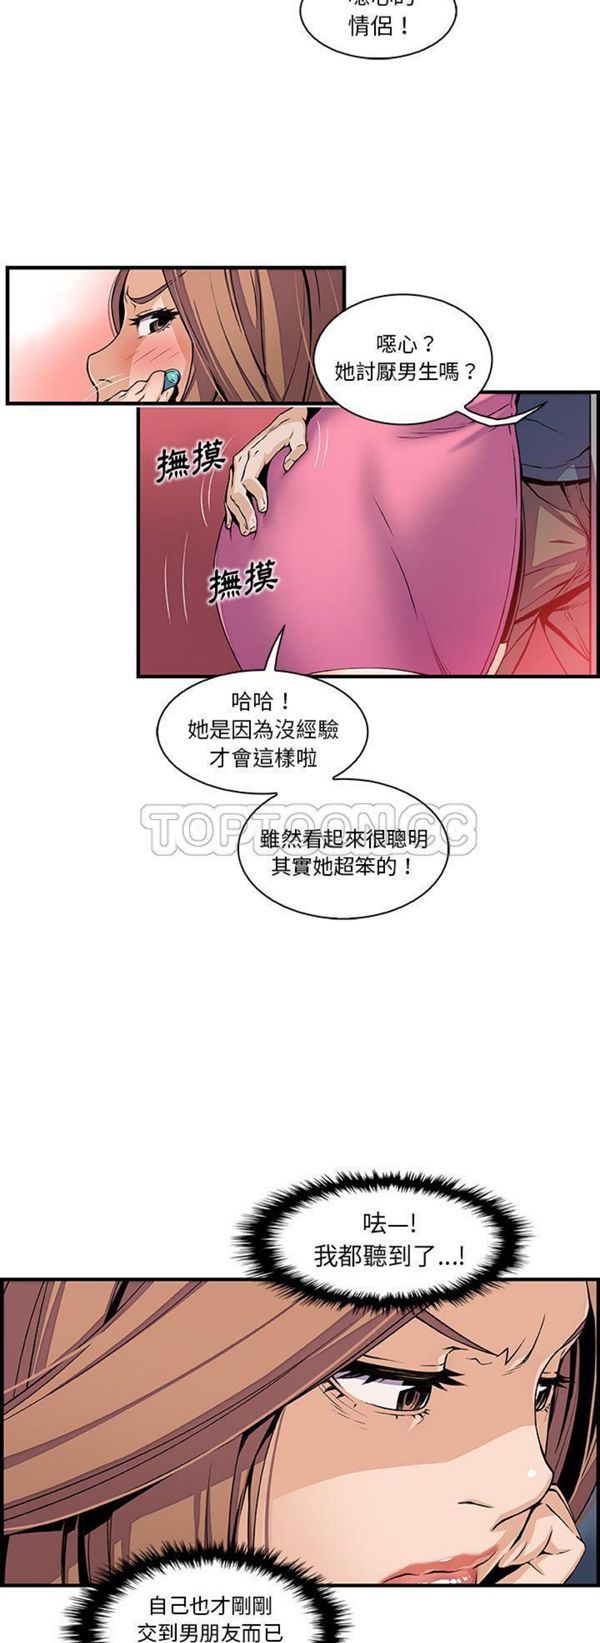 噁心的
情侶！
噁心？
她討厭男生嗎？
撫摸
撫摸
哈哈！
她是因為沒經驗
才會這樣啦
TOPTOON.CC
雖然看起來很聰明
其實她超笨的！
呿—!
我都聽到了…!
自己也才剛剛
交到男朋友而已